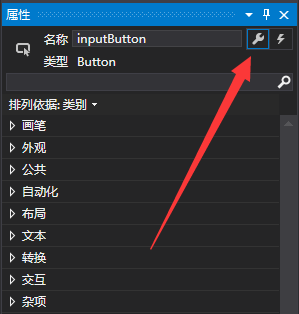 属性
名称 inputButton
类型 Button
排列依据: 类别
画笔
外观
公共
自动化
布局
文本
转换
交互
杂项